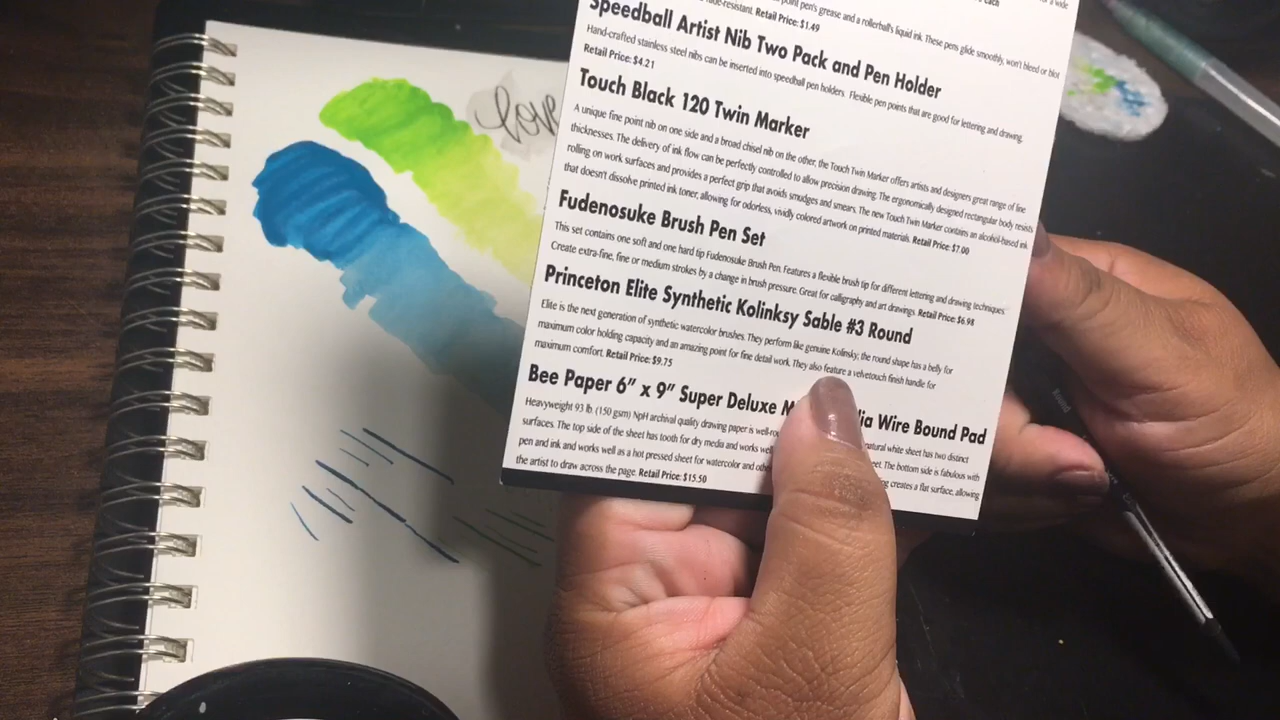 each
point pen's grease and a rollerball's liquid ink. These pens glide smoothly, won't bleed or blot
resistant. Retail Price: $1.49
Speedball Artist Nib Two Pack and Pen Holder
Hand-crafted stainless steel nibs can be inserted into speedball pen holders. Flexible pen points that are good for lettering and drawing.
Retail Price: $4.21
Touch Black 120 Twin Marker
A unique fine point nib on one side and a broad chisel nib on the other, the Touch Twin Marker offers artists and designers great range of line
thicknesses. The delivery of ink flow can be perfectly controlled to allow precision drawing. The ergonomically designed rectangular body resists
rolling on work surfaces and provides a perfect grip that avoids smudges and smears. The new Touch Twin Marker contains an alcohol-based ink
that doesn't dissolve printed ink toner, allowing for odorless, vividly colored artwork on printed materials. Retail Price: $7.00
Fudenosuke Brush Pen Set
This set contains one soft and one hard tip Fudenosuke Brush Pen. Features a flexible brush tip for different lettering and drawing techniques.
Create extra-fine, fine or medium strokes by a change in brush pressure. Great for calligraphy and art drawings. Retail Price: $6.98
Princeton Elite Synthetic Kolinksy Sable #3 Round
Elite is the next generation of synthetic watercolor brushes. They perform like genuine Kolinsky, the round shape has a belly for
maximum color holding capacity and an amazing point for fine detail work. They also feature a velvetouch finish handle for
maximum comfort. Retail Price: $9.75
Bee Paper 6" x 9" Super Deluxe M ia Wire Bound Pad
Heavyweight 93 lb (150 gsm) NpH archival quality drawing paper is well-rou natural white sheet has two distinct
surfaces. The top side of the sheet has tooth for dry media and works well eet. The bottom side is fabulous with
pen and ink and works well as a hot pressed sheet for watercolor and othe ng creates a flat surface, allowing
the artist to draw across the page. Retail Price: $15.50
love